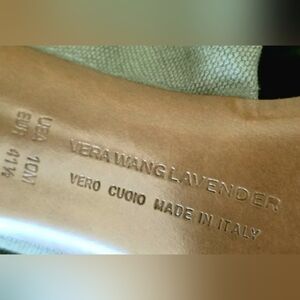 VERA WANG LAVENDER
VERO CUOIO MADE IN ITALY
USA 10M
EUR 41½